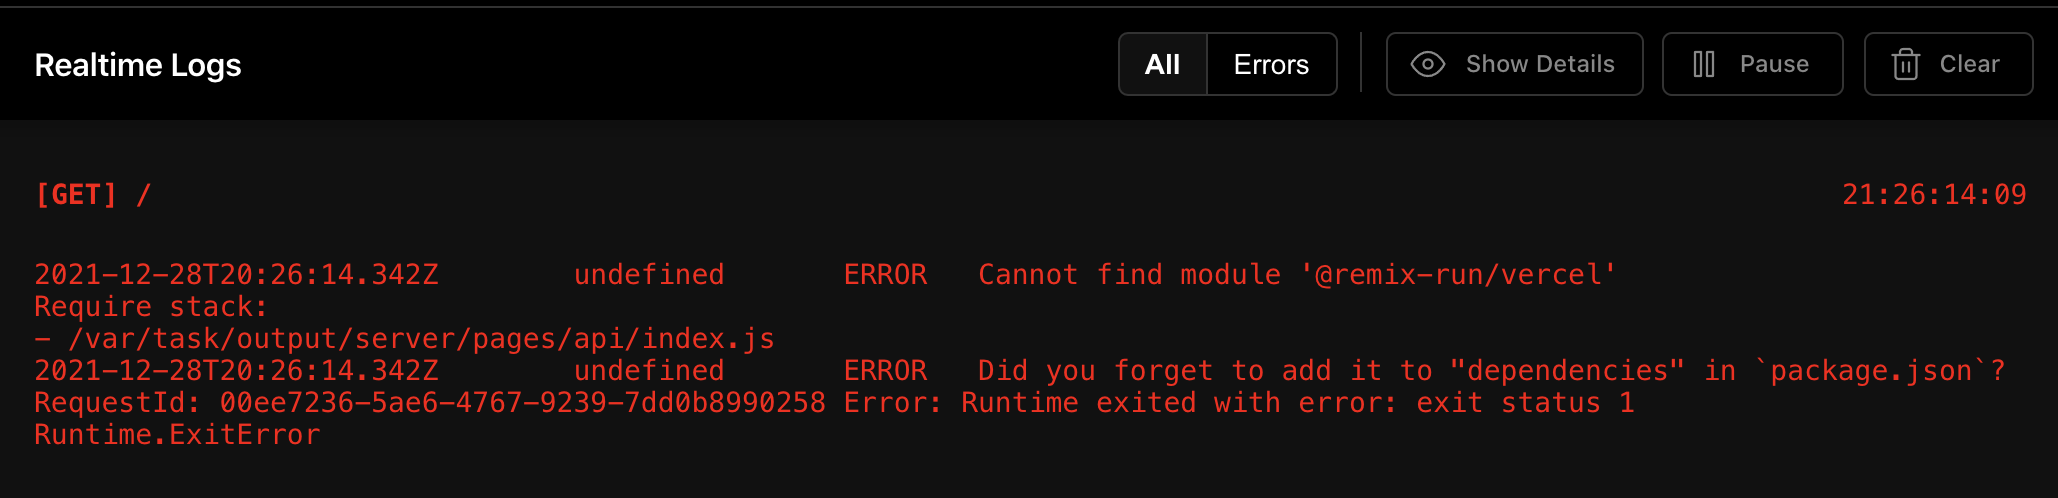 Realtime Logs
All
Errors
Show Details
Pause
Clear
[GET] /
21:26:14:09
2021-12-28T20:26:14.342Z undefined ERROR Cannot find module '@remix-run/vercel'
Require stack:
- /var/task/output/server/pages/api/index.js
2021-12-28T20:26:14.342Z undefined ERROR Did you forget to add it to "dependencies" in `package.json`?
RequestId: 00ee7236-5ae6-4767-9239-7dd0b8990258 Error: Runtime exited with error: exit status 1
Runtime.ExitError